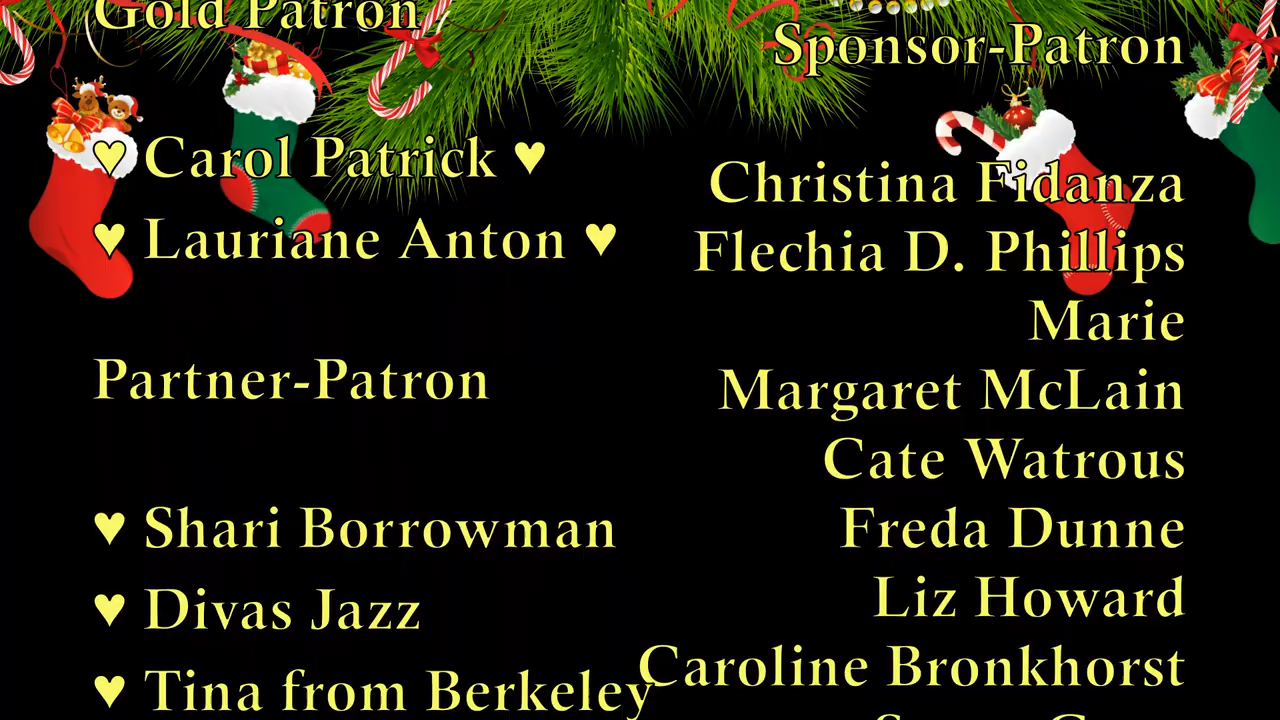 Gold Patron
♥ Carol Patrick ♥
♥ Lauriane Anton ♥
Partner-Patron
♥ Shari Borrowman
♥ Divas Jazz
♥ Tina from Berkeley
Sponsor-Patron
Christina Fidanza
Flechia D. Phillips
Marie
Margaret McLain
Cate Watrous
Freda Dunne
Liz Howard
Caroline Bronkhorst